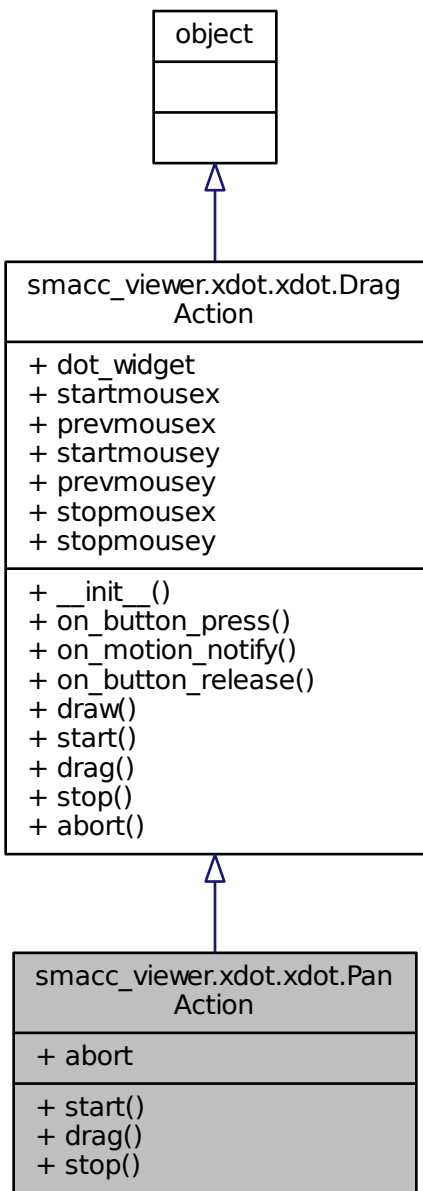 object
smacc_viewer.xdot.xdot.Drag
Action
+ dot_widget
+ startmousex
+ prevmousex
+ startmousey
+ prevmousey
+ stopmousex
+ stopmousey
+ __init__()
+ on_button_press()
+ on_motion_notify()
+ on_button_release()
+ draw()
+ start()
+ drag()
+ stop()
+ abort()
smacc_viewer.xdot.xdot.Pan
Action
+ abort
+ start()
+ drag()
+ stop()